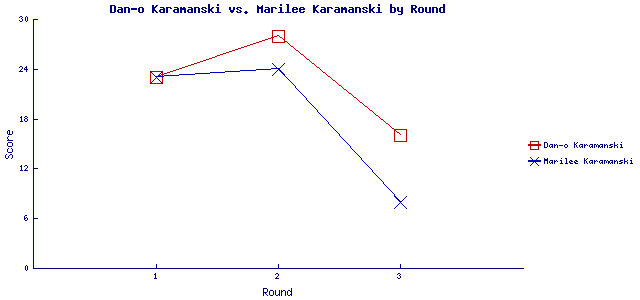 Dan-o Karamanski vs. Marilee Karamanski by Round
30
24
18
12
6
0
Score
1 2 3
Round
Dan-o Karamanski
Marilee Karamanski